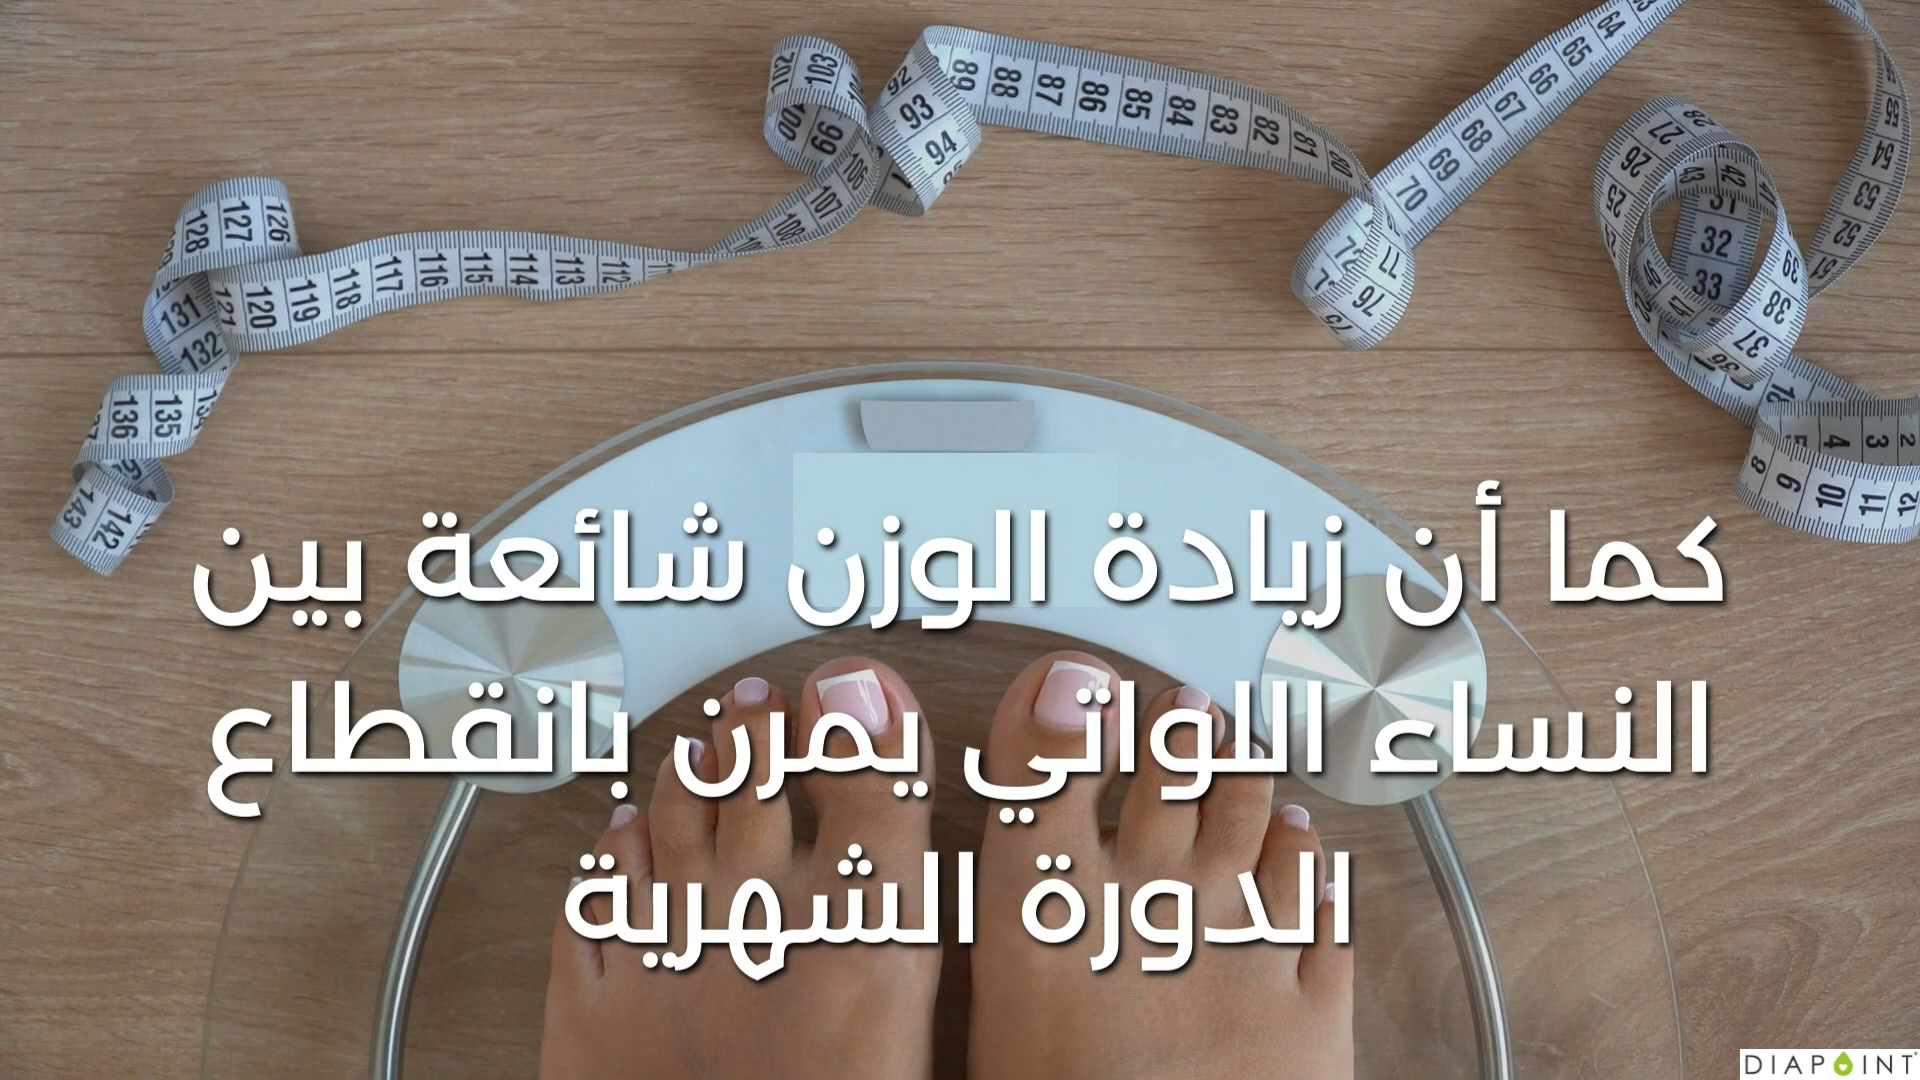 كما أن زيادة الوزن شائعة بين
النساء اللواتي يمرن بانقطاع
الدورة الشهرية
DIAPOINT